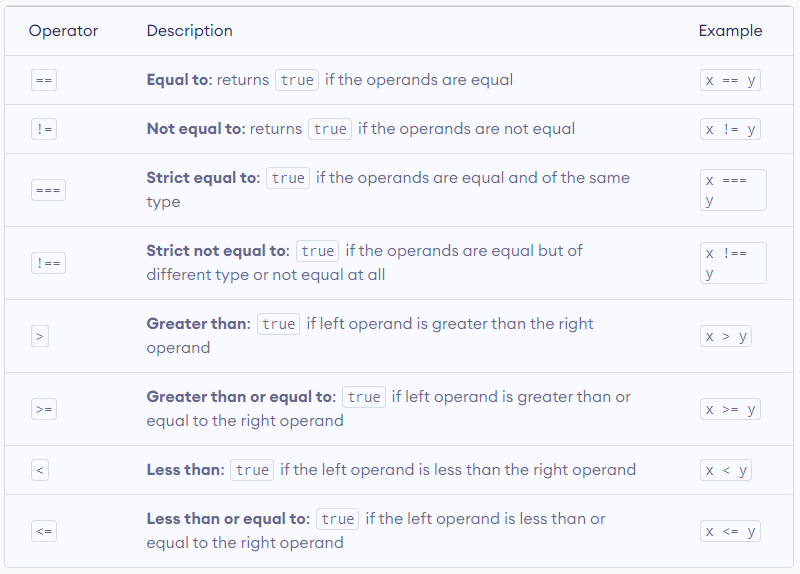 Operator Description Example
== Equal to: returns true if the operands are equal x == y
!= Not equal to: returns true if the operands are not equal x != y
=== Strict equal to: true if the operands are equal and of the same x ===
type y
!== Strict not equal to: true if the operands are equal but of x !==
different type or not equal at all y
> Greater than: true if left operand is greater than the right x > y
operand
>= Greater than or equal to: true if left operand is greater than or x >= y
equal to the right operand
< Less than: true if the left operand is less than the right operand x < y
<= Less than or equal to: true if the left operand is less than or x <= y
equal to the right operand